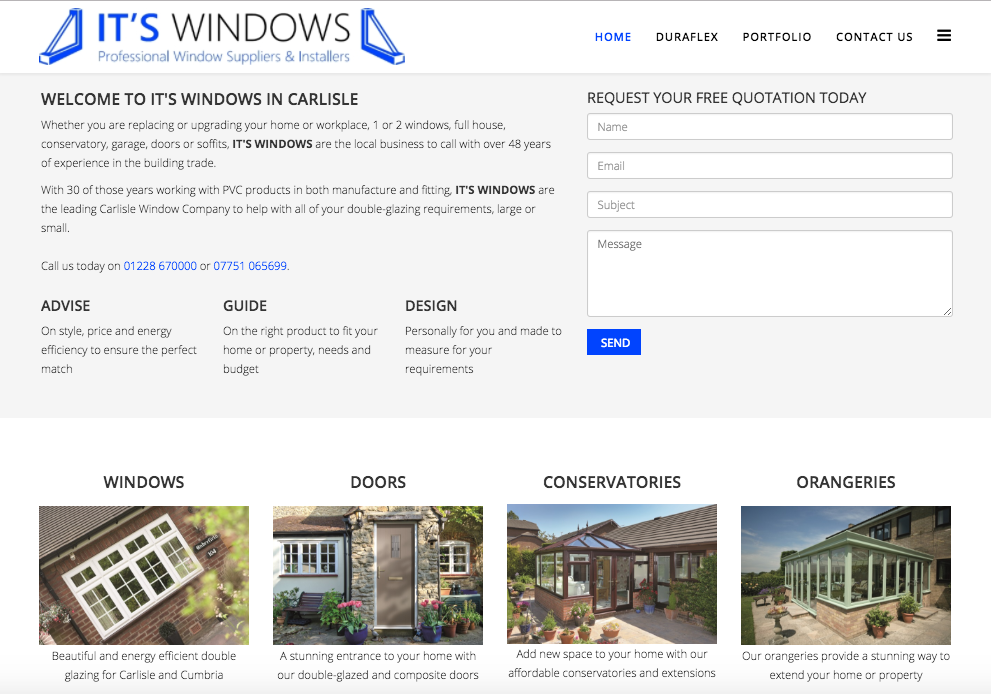 IT'S WINDOWS
Professional Window Suppliers & Installers
HOME DURAFLEX PORTFOLIO CONTACT US
WELCOME TO IT'S WINDOWS IN CARLISLE
Whether you are replacing or upgrading your home or workplace, 1 or 2 windows, full house,
conservatory, garage, doors or soffits, IT'S WINDOWS are the local business to call with over 48 years
of experience in the building trade.
With 30 of those years working with PVC products in both manufacture and fitting, IT'S WINDOWS are
the leading Carlisle Window Company to help with all of your double-glazing requirements, large or
small.
Call us today on 01228 670000 or 07751 065699.
ADVISE
On style, price and energy
efficiency to ensure the perfect
match
GUIDE
On the right product to fit your
home or property, needs and
budget
DESIGN
Personally for you and made to
measure for your
requirements
REQUEST YOUR FREE QUOTATION TODAY
Name
Email
Subject
Message
SEND
WINDOWS
Beautiful and energy efficient double
glazing for Carlisle and Cumbria
DOORS
A stunning entrance to your home with
our double-glazed and composite doors
CONSERVATORIES
Add new space to your home with our
affordable conservatories and extensions
ORANGERIES
Our orangeries provide a stunning way to
extend your home or property